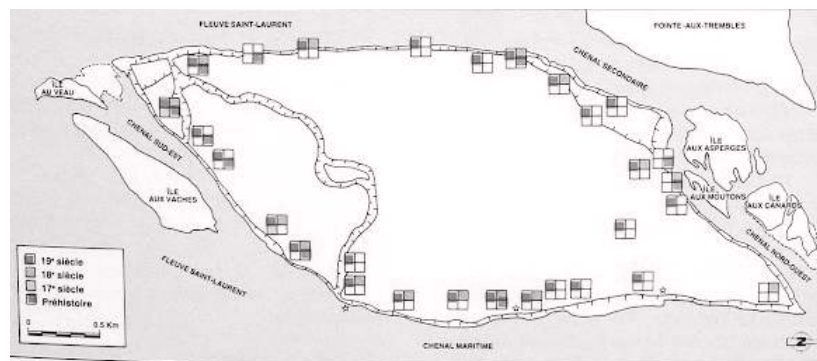 FLEUVE SAINT-LAURENT
POINTE-AUX-TREMBLES
CHENAL SECONDAIRE
ÎLE
AU VEAU
CHENAL SUD-EST
ÎLE
AUX VACHES
ÎLE
AUX ASPERGES
ÎLE
AUX MOUTONS
ÎLE
AUX CANARDS
CHENAL NORD-OUEST
FLEUVE SAINT-LAURENT
19e siècle
18e siècle
17e siècle
Préhistoire
0 0.5 Km
CHENAL MARITIME
N